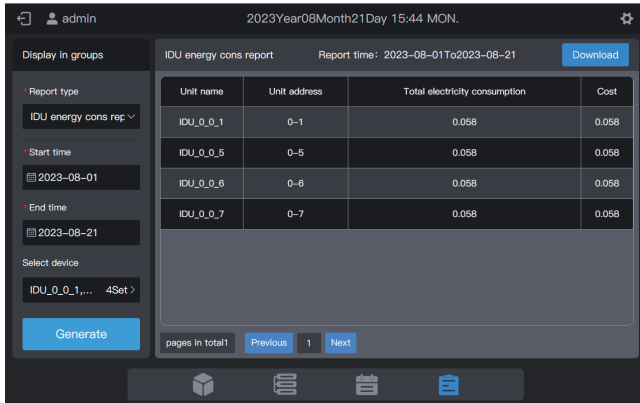 admin
2023Year08Month21Day 15:44 MON.
Display in groups
IDU energy cons report Report time: 2023-08-01To2023-08-21 Download
* Report type
IDU energy cons rep
* Start time
2023-08-01
* End time
2023-08-21
Select device
IDU_0_0_1,... 4Set >
Generate
Unit name Unit address Total electricity consumption Cost
IDU_0_0_1 0-1 0.058 0.058
IDU_0_0_5 0-5 0.058 0.058
IDU_0_0_6 0-6 0.058 0.058
IDU_0_0_7 0-7 0.058 0.058
pages in total1 Previous 1 Next